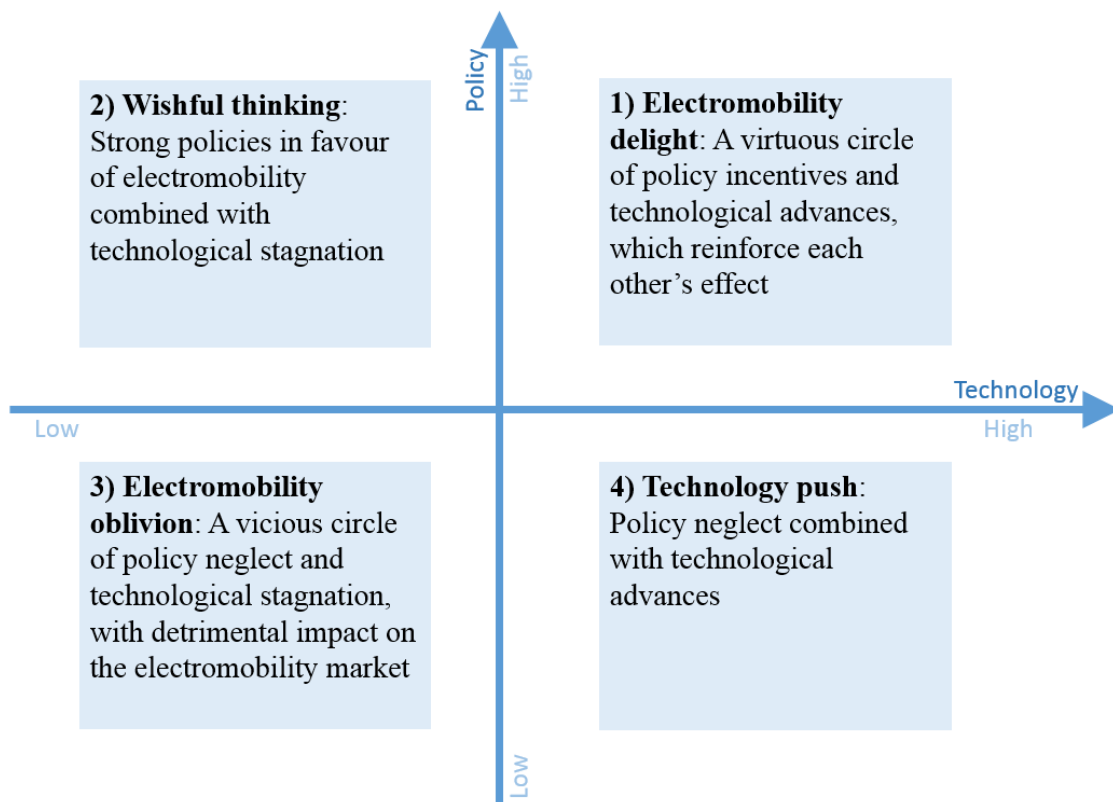 Policy
High
2) Wishful thinking:
Strong policies in favour
of electromobility
combined with
technological stagnation
1) Electromobility
delight: A virtuous circle
of policy incentives and
technological advances,
which reinforce each
other’s effect
Technology
Low
High
3) Electromobility
oblivion: A vicious circle
of policy neglect and
technological stagnation,
with detrimental impact on
the electromobility market
4) Technology push:
Policy neglect combined
with technological
advances
Low